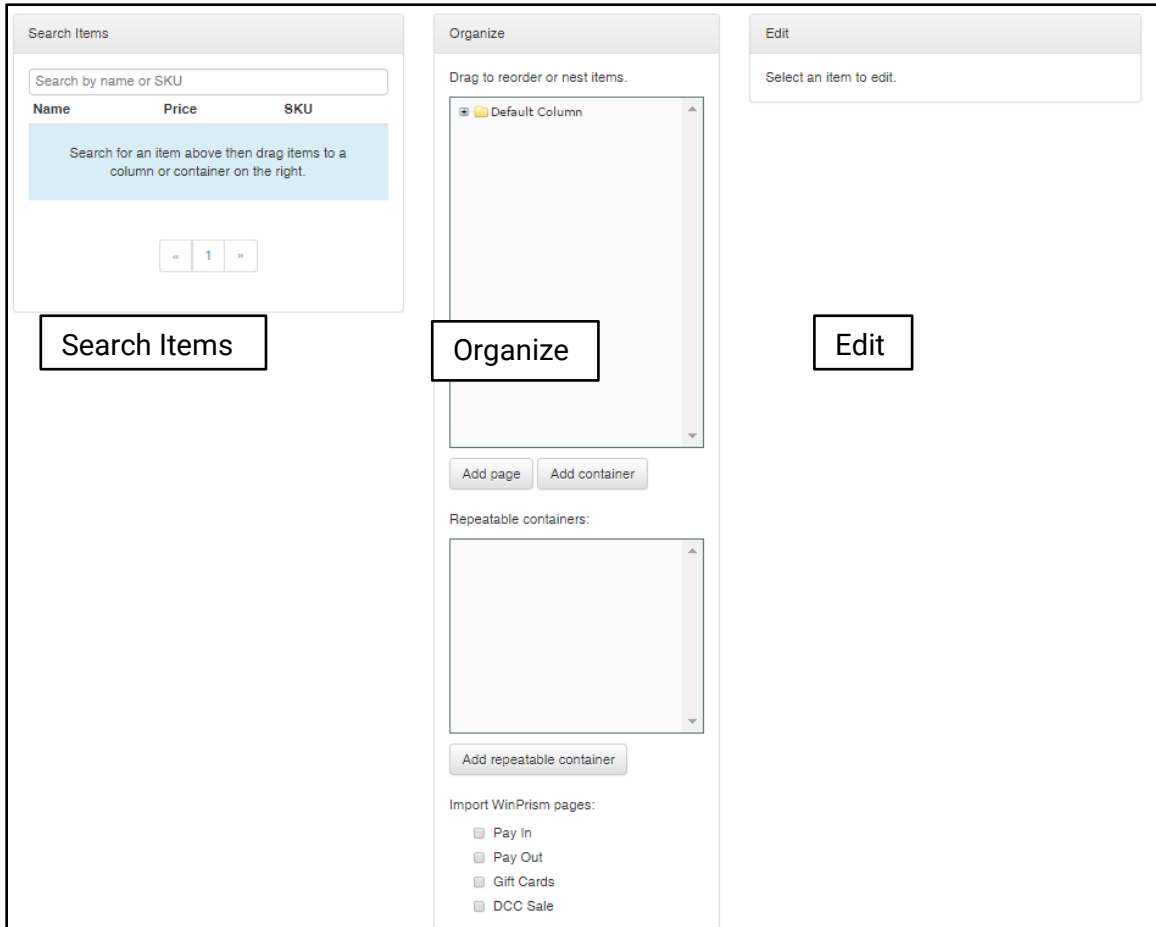 Search Items
Search by name or SKU
Name Price SKU
Search for an item above then drag items to a
column or container on the right.
« 1 »
Search Items
Organize
Drag to reorder or nest items.
Default Column
Organize
Add page Add container
Repeatable containers:
Add repeatable container
Import WinPrism pages:
Pay In
Pay Out
Gift Cards
DCC Sale
Edit
Select an item to edit.
Edit